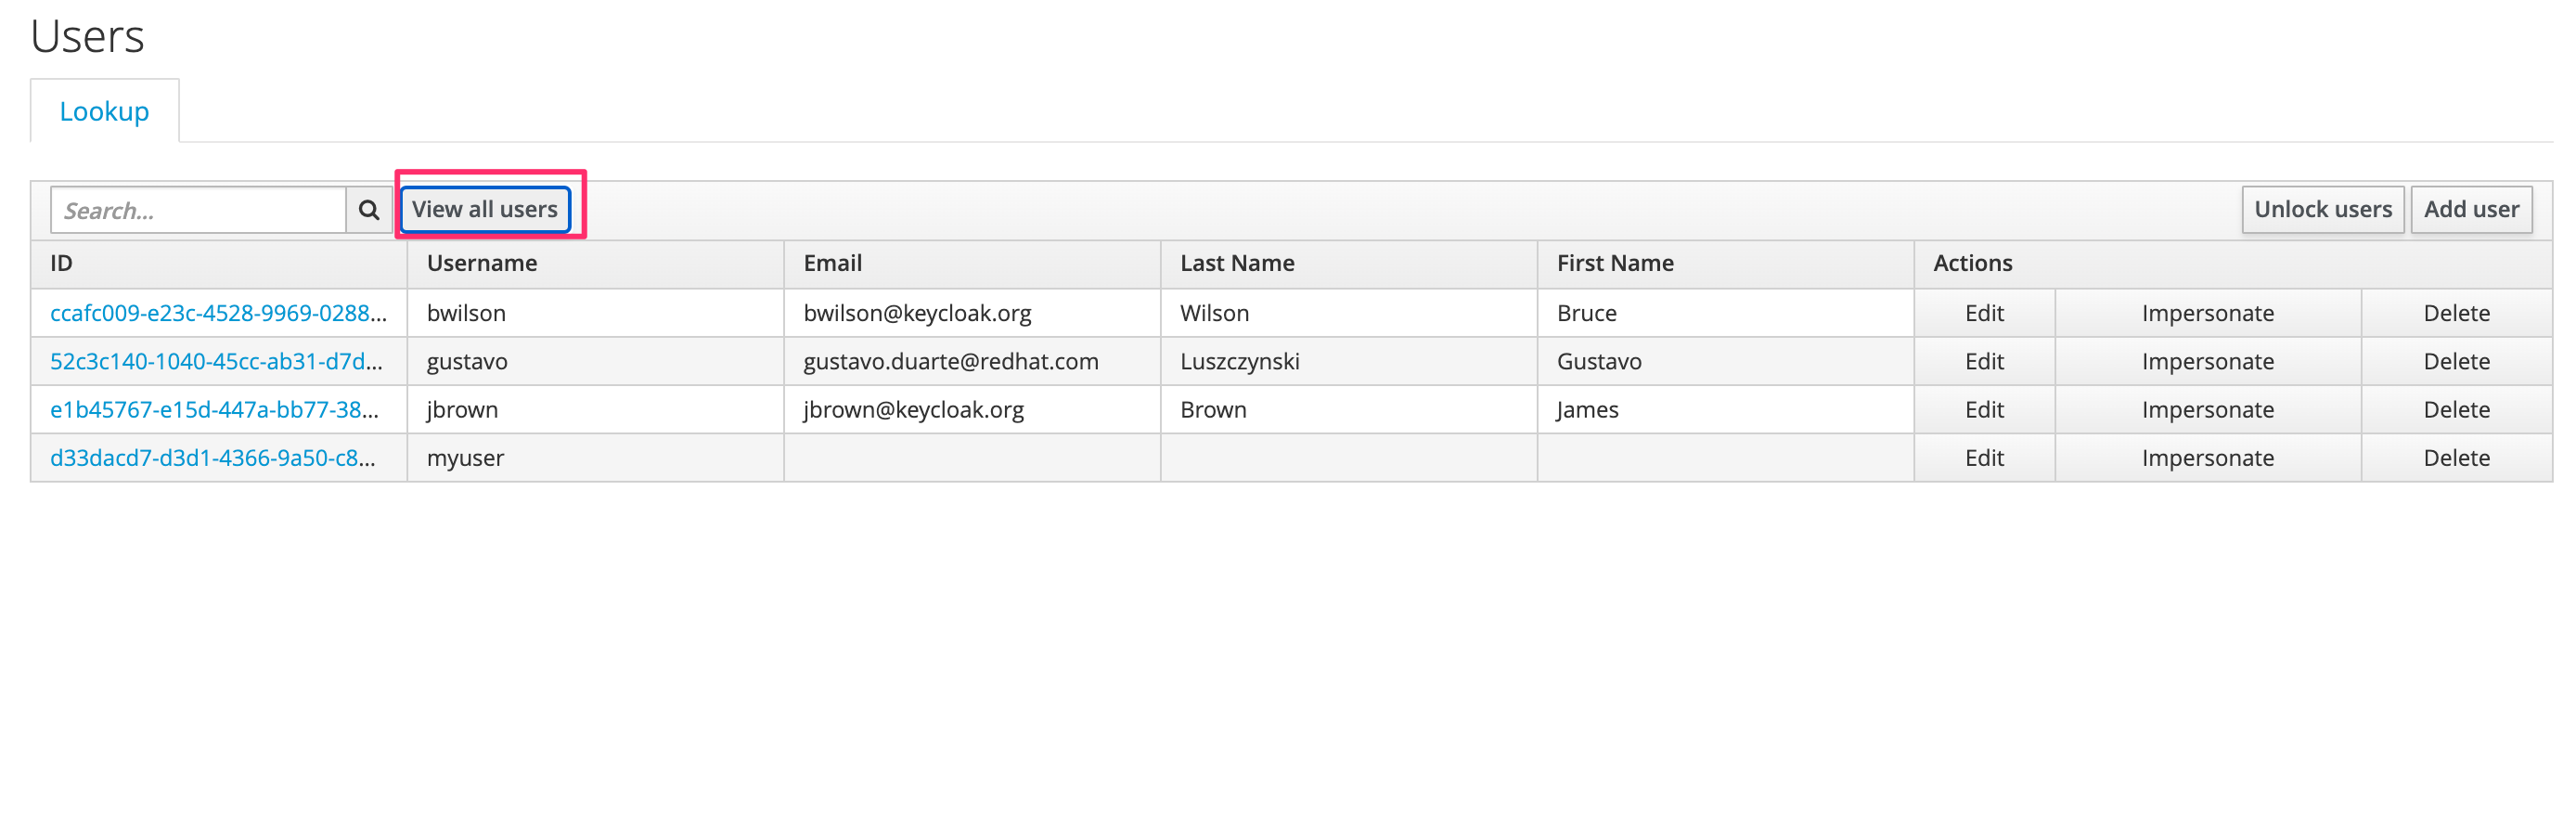 Users
Lookup
Search... View all users Unlock users Add user
ID Username Email Last Name First Name Actions
ccafc009-e23c-4528-9969-0288... bwilson bwilson@keycloak.org Wilson Bruce Edit Impersonate Delete
52c3c140-1040-45cc-ab31-d7d... gustavo gustavo.duarte@redhat.com Luszczynski Gustavo Edit Impersonate Delete
e1b45767-e15d-447a-bb77-38... jbrown jbrown@keycloak.org Brown James Edit Impersonate Delete
d33dacd7-d3d1-4366-9a50-c8... myuser Edit Impersonate Delete